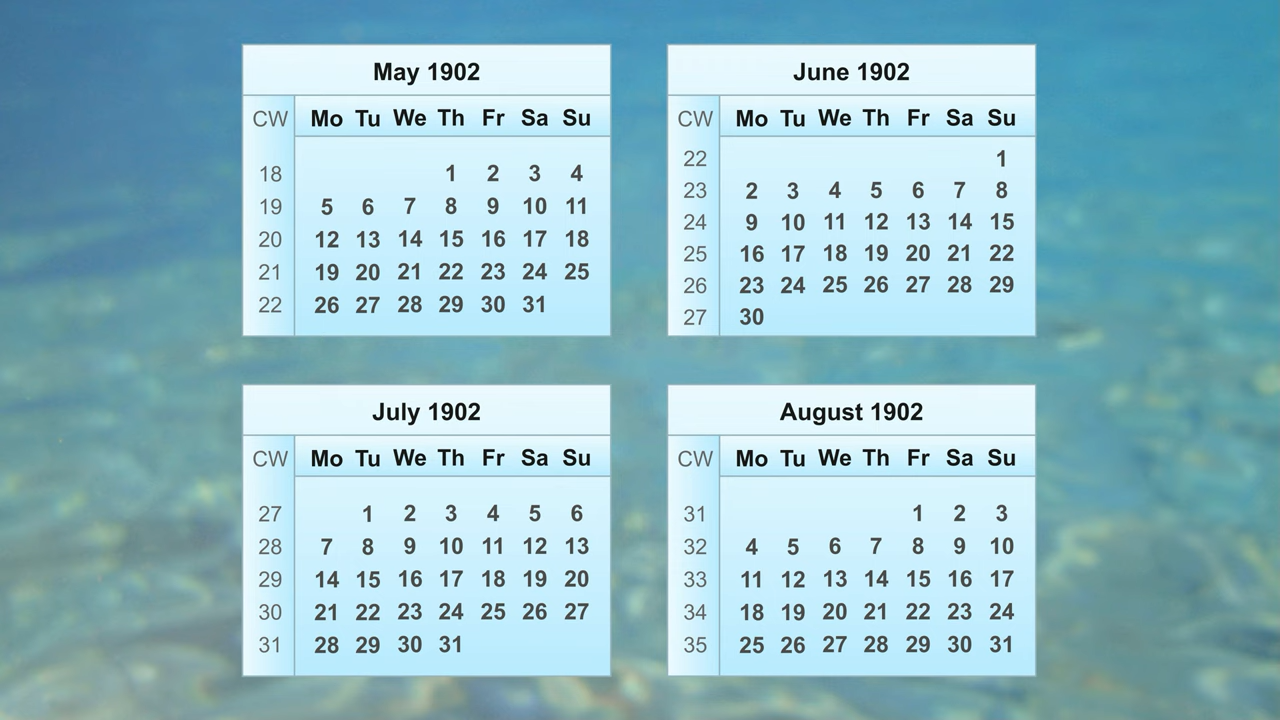 May 1902
CW Mo Tu We Th Fr Sa Su
18 1 2 3 4
19 5 6 7 8 9 10 11
20 12 13 14 15 16 17 18
21 19 20 21 22 23 24 25
22 26 27 28 29 30 31
June 1902
CW Mo Tu We Th Fr Sa Su
22 1
23 2 3 4 5 6 7 8
24 9 10 11 12 13 14 15
25 16 17 18 19 20 21 22
26 23 24 25 26 27 28 29
27 30
July 1902
CW Mo Tu We Th Fr Sa Su
27 1 2 3 4 5 6
28 7 8 9 10 11 12 13
29 14 15 16 17 18 19 20
30 21 22 23 24 25 26 27
31 28 29 30 31
August 1902
CW Mo Tu We Th Fr Sa Su
31 1 2 3
32 4 5 6 7 8 9 10
33 11 12 13 14 15 16 17
34 18 19 20 21 22 23 24
35 25 26 27 28 29 30 31